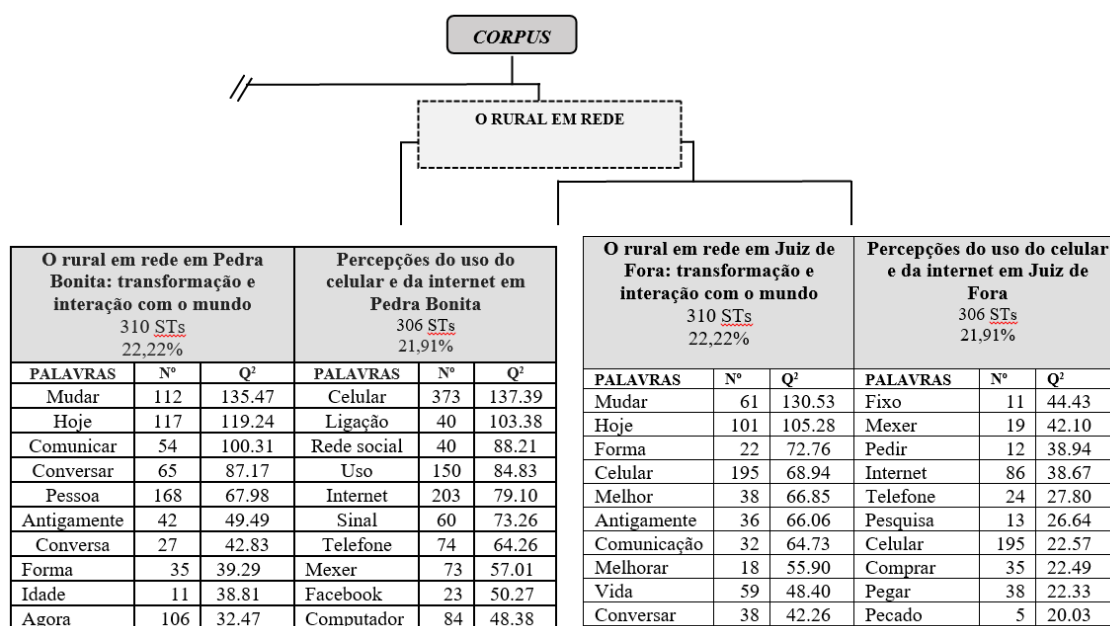 CORPUS
O RURAL EM REDE
O rural em rede em Pedra
Bonita: transformação e
interação com o mundo
310 STs
22,22%
Percepções do uso do
celular e da internet em
Pedra Bonita
306 STs
21,91%
PALAVRAS Nº Q² PALAVRAS Nº Q²
Mudar 112 135.47 Celular 373 137.39
Hoje 117 119.24 Ligação 40 103.38
Comunicar 54 100.31 Rede social 40 88.21
Conversar 65 87.17 Uso 150 84.83
Pessoa 168 67.98 Internet 203 79.10
Antigamente 42 49.49 Sinal 60 73.26
Conversa 27 42.83 Telefone 74 64.26
Forma 35 39.29 Mexer 73 57.01
Idade 11 38.81 Facebook 23 50.27
Agora 106 32.47 Computador 84 48.38
O rural em rede em Juiz de
Fora: transformação e
interação com o mundo
310 STs
22,22%
Percepções do uso do celular
e da internet em Juiz de
Fora
306 STs
21,91%
PALAVRAS Nº Q² PALAVRAS Nº Q²
Mudar 61 130.53 Fixo 11 44.43
Hoje 101 105.28 Mexer 19 42.10
Forma 22 72.76 Pedir 12 38.94
Celular 195 68.94 Internet 86 38.67
Melhor 38 66.85 Telefone 24 27.80
Antigamente 36 66.06 Pesquisa 13 26.64
Comunicação 32 64.73 Celular 195 22.57
Melhorar 18 55.90 Comprar 35 22.49
Vida 59 48.40 Pegar 38 22.33
Conversar 38 42.26 Pecado 5 20.03